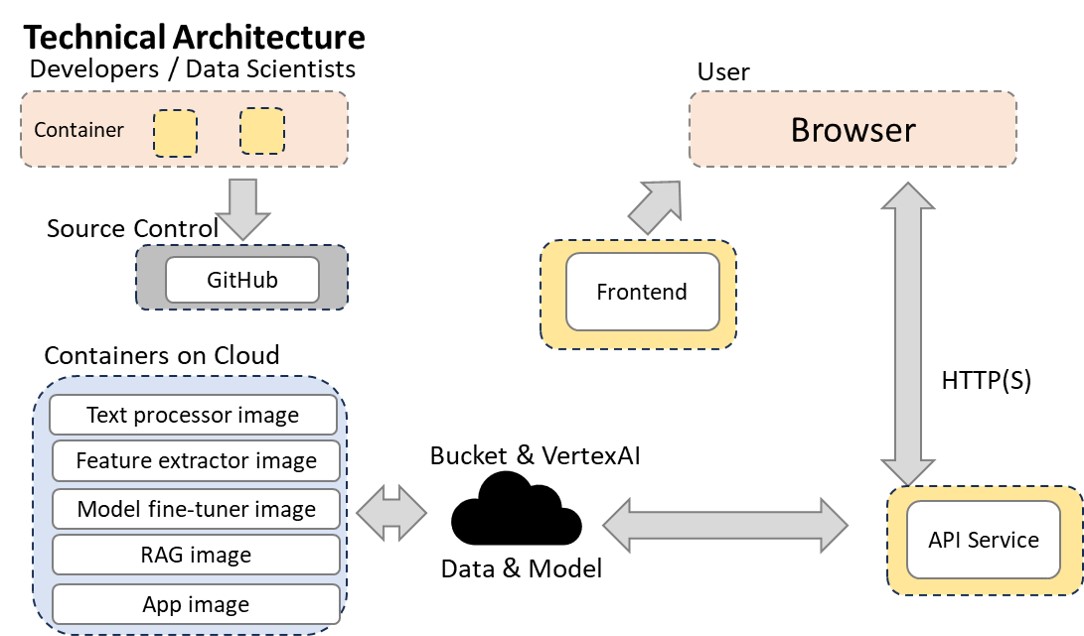 Technical Architecture
Developers / Data Scientists
Container
User
Browser
Source Control
GitHub
Frontend
Containers on Cloud
Text processor image
Feature extractor image
Model fine-tuner image
RAG image
App image
Bucket & VertexAI
Data & Model
HTTP(S)
API Service